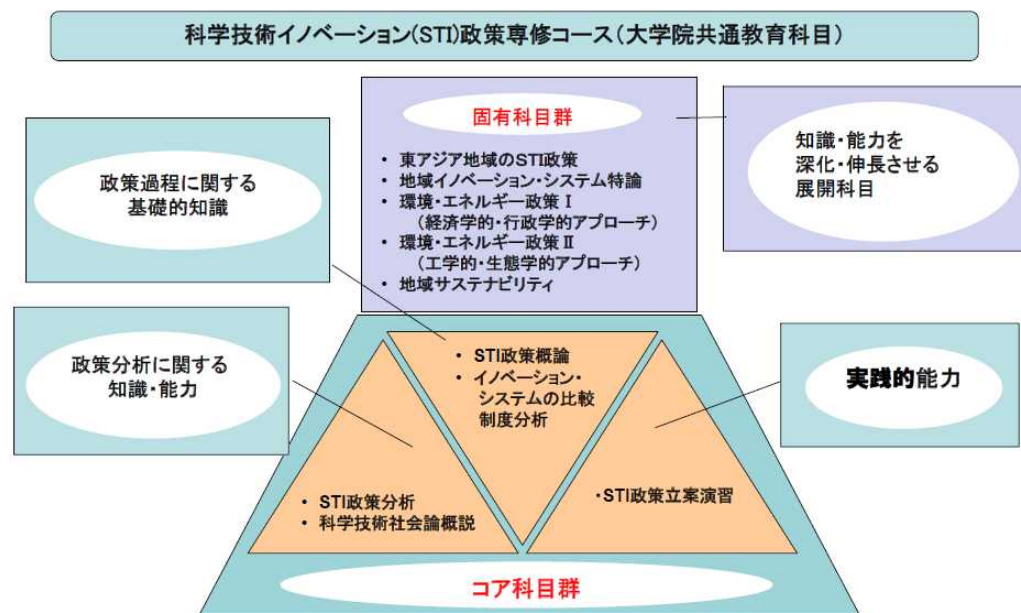 科学技術イノベーション(STI)政策専修コース(大学院共通教育科目)
固有科目群
・ 東アジア地域のSTI政策
・ 地域イノベーション・システム特論
・ 環境・エネルギー政策Ⅰ
(経済学的・行政学的アプローチ)
・ 環境・エネルギー政策Ⅱ
(工学的・生態学的アプローチ)
・ 地域サステナビリティ
知識・能力を
深化・伸長させる
展開科目
政策過程に関する
基礎的知識
政策分析に関する
知識・能力
・ STI政策概論
・ イノベーション・
システムの比較
制度分析
実践的能力
・ STI政策分析
・ 科学技術社会論概説
・STI政策立案演習
コア科目群